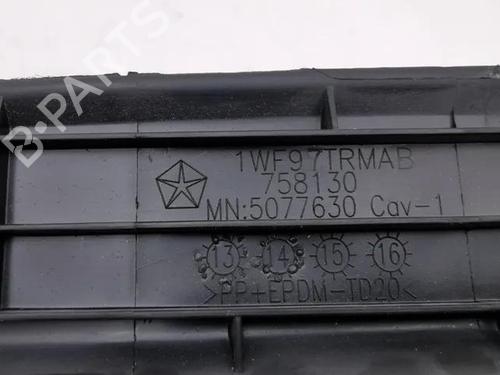 1WF97TRMAB
758130
MN:5077630 Cav-1
13 14 15 16
>PP+EPDM-TD20<
B-PARTS